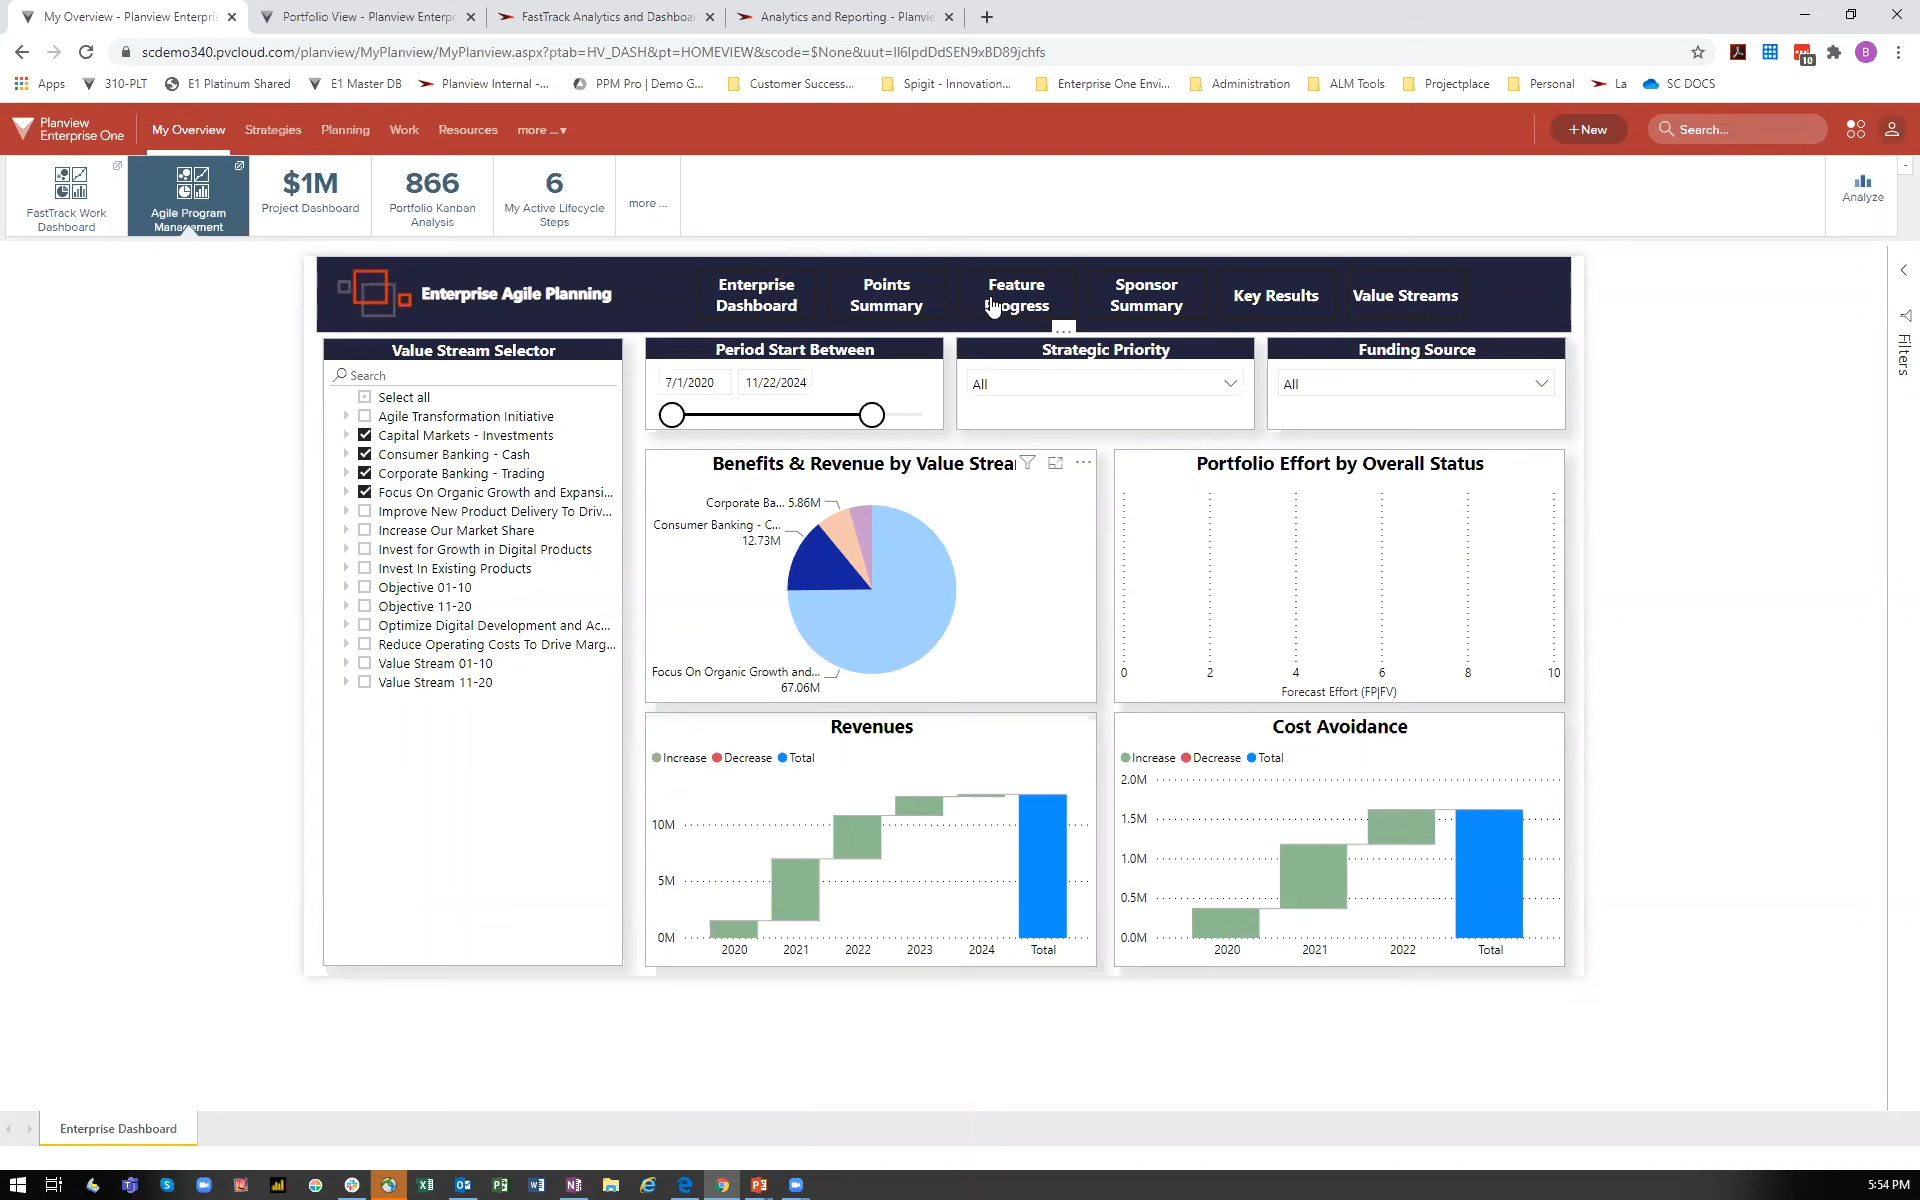 My Overview - Planview Enterpri
Portfolio View - Planview Enterpr
FastTrack Analytics and Dashboa
Analytics and Reporting - Planvie
scdemo340.pvcloud.com/planview/MyPlanview/MyPlanview.aspx?ptab=HV_DASH&pt=HOMEVIEW&scode=$None&uut=II6IpdDdSEN9xBD89jchfs
10
B
Apps
310-PLT
E1 Platinum Shared
E1 Master DB
Planview Internal -...
PPM Pro | Demo G...
Customer Success...
Spigit - Innovation...
Enterprise One Envi...
Administration
ALM Tools
Projectplace
Personal
La
SC DOCS
Planview
Enterprise One
My Overview
Strategies
Planning
Work
Resources
more ...
+New
Search...
FastTrack Work
Dashboard
Agile Program
Management
$1M
Project Dashboard
866
Portfolio Kanban
Analysis
6
My Active Lifecycle
Steps
more ...
Analyze
Enterprise Agile Planning
Enterprise
Dashboard
Points
Summary
Feature
Progress
Sponsor
Summary
Key Results
Value Streams
Filters
Value Stream Selector
Search
Select all
Agile Transformation Initiative
Capital Markets - Investments
Consumer Banking - Cash
Corporate Banking - Trading
Focus On Organic Growth and Expansi...
Improve New Product Delivery To Driv...
Increase Our Market Share
Invest for Growth in Digital Products
Invest In Existing Products
Objective 01-10
Objective 11-20
Optimize Digital Development and Ac...
Reduce Operating Costs To Drive Marg...
Value Stream 01-10
Value Stream 11-20
Period Start Between
7/1/2020
11/22/2024
Strategic Priority
All
Funding Source
All
Benefits & Revenue by Value Strea
Corporate Ba... 5.86M
Consumer Banking - C...
12.73M
Focus On Organic Growth and...
67.06M
Portfolio Effort by Overall Status
0 2 4 6 8 10
Forecast Effort (FP|FV)
Revenues
Increase Decrease Total
10M
5M
0M
2020 2021 2022 2023 2024 Total
Cost Avoidance
Increase Decrease Total
2.0M
1.5M
1.0M
0.5M
0.0M
2020 2021 2022 Total
Enterprise Dashboard
5:54 PM